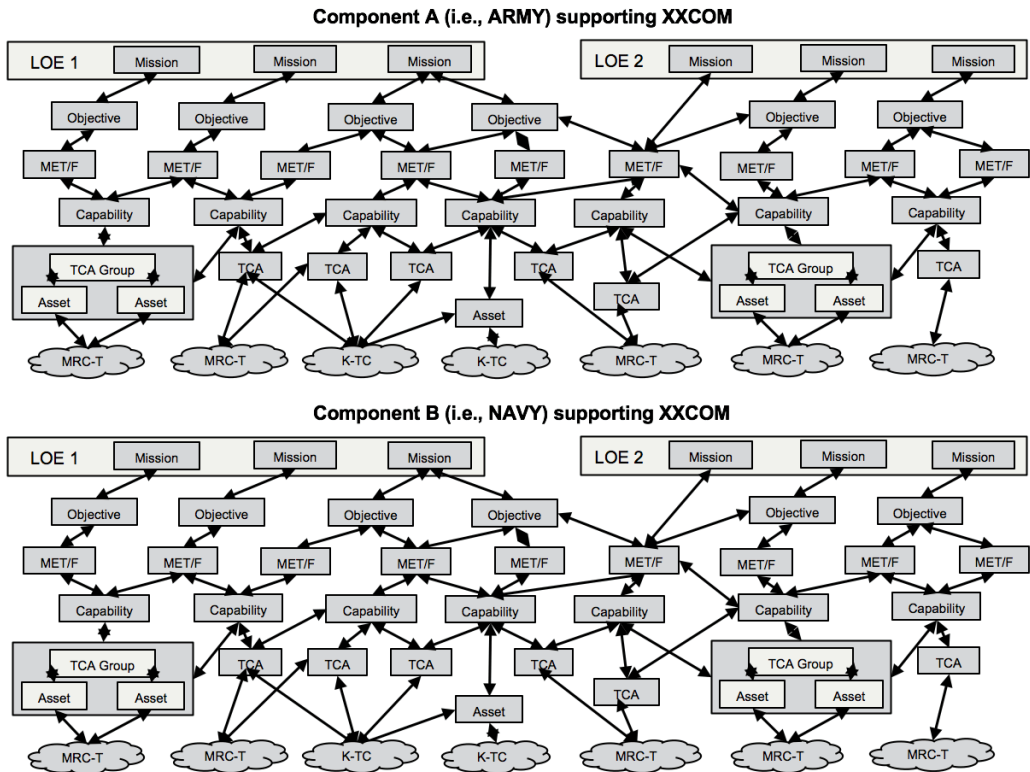 Component A (i.e., ARMY) supporting XXCOM
LOE 1 Mission Mission Mission LOE 2 Mission Mission Mission
Objective Objective Objective Objective Objective Objective
MET/F MET/F MET/F MET/F MET/F MET/F MET/F MET/F MET/F
Capability Capability Capability Capability Capability Capability Capability
TCA Group TCA TCA TCA TCA TCA Group TCA
Asset Asset TCA Asset Asset
Asset
MRC-T MRC-T K-TC K-TC MRC-T MRC-T MRC-T
Component B (i.e., NAVY) supporting XXCOM
LOE 1 Mission Mission Mission LOE 2 Mission Mission Mission
Objective Objective Objective Objective Objective Objective
MET/F MET/F MET/F MET/F MET/F MET/F MET/F MET/F MET/F
Capability Capability Capability Capability Capability Capability Capability
TCA Group TCA TCA TCA TCA TCA Group TCA
Asset Asset TCA Asset Asset
Asset
MRC-T MRC-T K-TC K-TC MRC-T MRC-T MRC-T